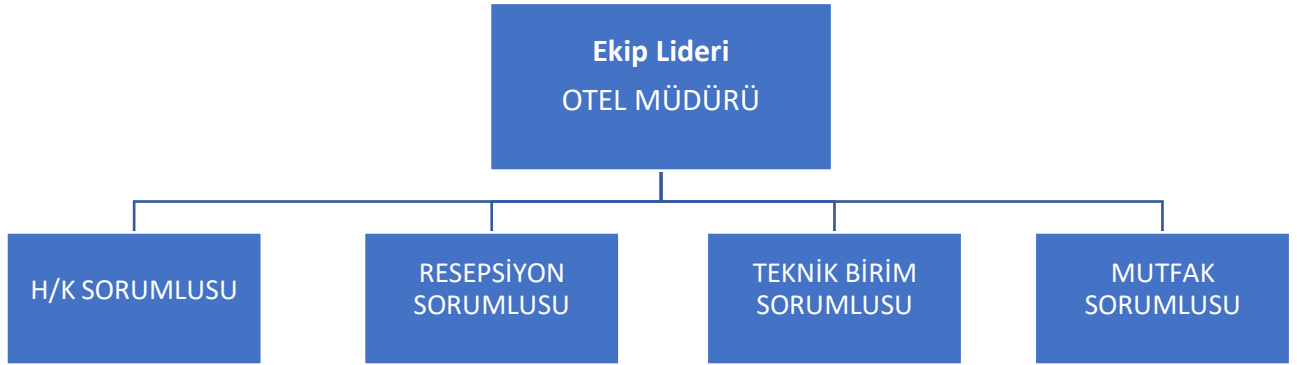 Ekip Lideri
OTEL MÜDÜRÜ
H/K SORUMLUSU
RESEPSİYON
SORUMLUSU
TEKNİK BİRİM
SORUMLUSU
MUTFAK
SORUMLUSU